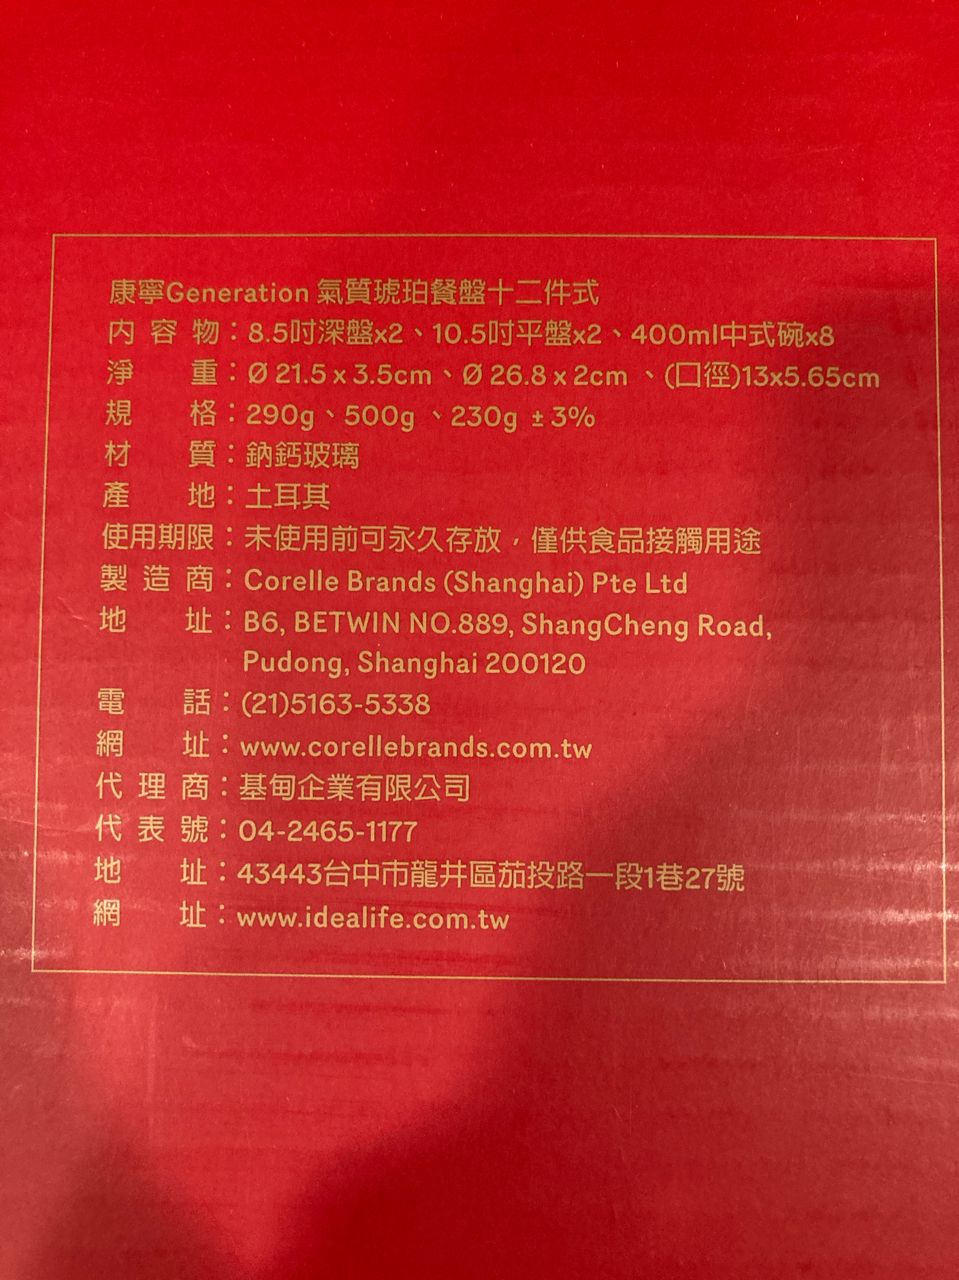 康寧Generation 氣質琥珀餐盤十二件式
內容物：8.5吋深盤x2、10.5吋平盤x2、400ml中式碗x8
淨重：Ø 21.5 x 3.5cm、Ø 26.8 x 2cm、(口徑)13x5.65cm
規格：290g、500g、230g ±3%
材質：鈉鈣玻璃
產地：土耳其
使用期限：未使用前可永久存放，僅供食品接觸用途
製造商：Corelle Brands (Shanghai) Pte Ltd
地址：B6, BETWIN NO.889, ShangCheng Road,
Pudong, Shanghai 200120
電話：(21)5163-5338
網址：www.corellebrands.com.tw
代理商：基甸企業有限公司
代表號：04-2465-1177
地址：43443台中市龍井區茄投路一段1巷27號
網址：www.idealife.com.tw